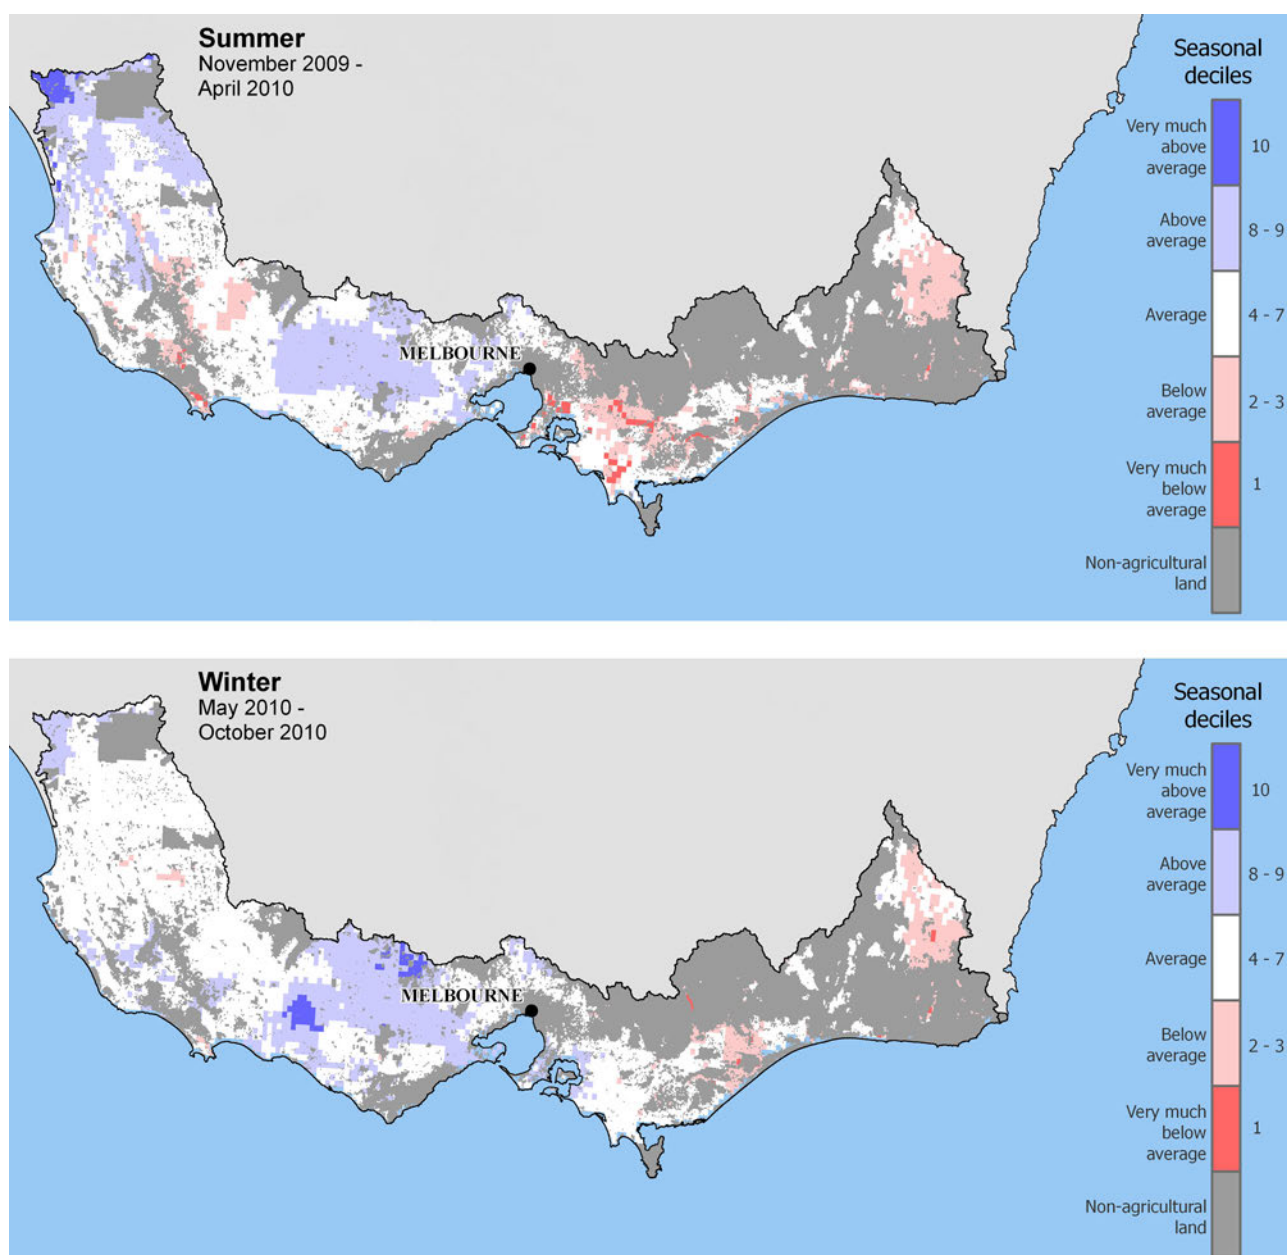 Summer
November 2009 -
April 2010
MELBOURNE
Seasonal
deciles
Very much
above
average
10
Above
average
8 - 9
Average
4 - 7
Below
average
2 - 3
Very much
below
average
1
Non-agricultural
land
Winter
May 2010 -
October 2010
MELBOURNE
Seasonal
deciles
Very much
above
average
10
Above
average
8 - 9
Average
4 - 7
Below
average
2 - 3
Very much
below
average
1
Non-agricultural
land